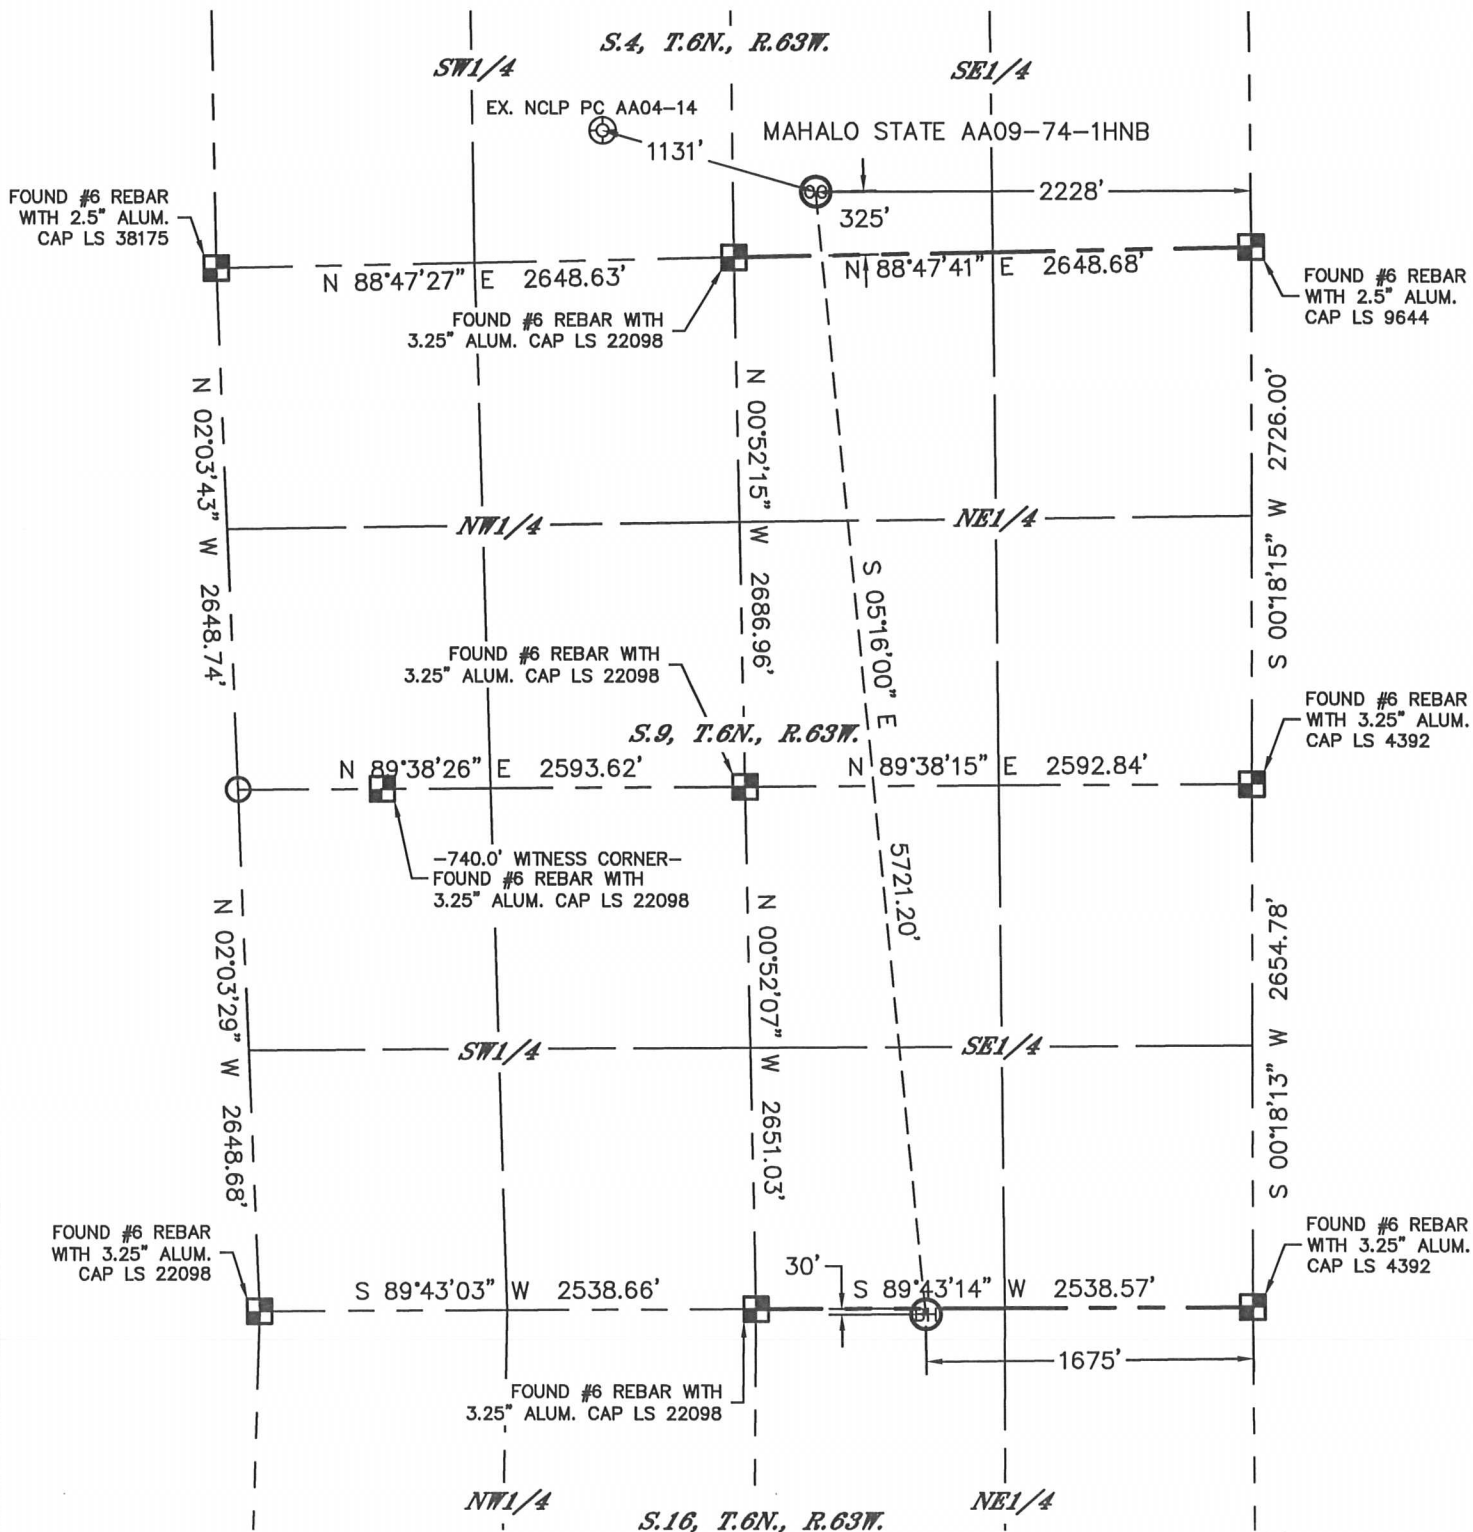 S.4, T.6N., R.63W.
SW1/4
SE1/4
EX. NCLP PC AA04-14
MAHALO STATE AA09-74-1HNB
1131'
2228'
325'
FOUND #6 REBAR
WITH 2.5" ALUM.
CAP LS 38175
N 88°47'27" E 2648.63'
N 88°47'41" E 2648.68'
FOUND #6 REBAR
WITH 2.5" ALUM.
CAP LS 9644
FOUND #6 REBAR WITH
3.25" ALUM. CAP LS 22098
N 02°03'43" W 2648.74'
N 00°52'15" W 2686.96'
S 00°18'15" W 2726.00'
NW1/4
NE1/4
S 05°16'00" E 5721.20'
FOUND #6 REBAR WITH
3.25" ALUM. CAP LS 22098
S.9, T.6N., R.63W.
FOUND #6 REBAR
WITH 3.25" ALUM.
CAP LS 4392
N 89°38'26" E 2593.62'
N 89°38'15" E 2592.84'
-740.0' WITNESS CORNER-
FOUND #6 REBAR WITH
3.25" ALUM. CAP LS 22098
N 02°03'29" W 2648.68'
N 00°52'07" W 2651.03'
S 00°18'13" W 2654.78'
SW1/4
SE1/4
FOUND #6 REBAR
WITH 3.25" ALUM.
CAP LS 22098
30'
FOUND #6 REBAR
WITH 3.25" ALUM.
CAP LS 4392
S 89°43'03" W 2538.66'
S 89°43'14" W 2538.57'
BH
1675'
FOUND #6 REBAR WITH
3.25" ALUM. CAP LS 22098
NW1/4
NE1/4
S.16, T.6N., R.63W.